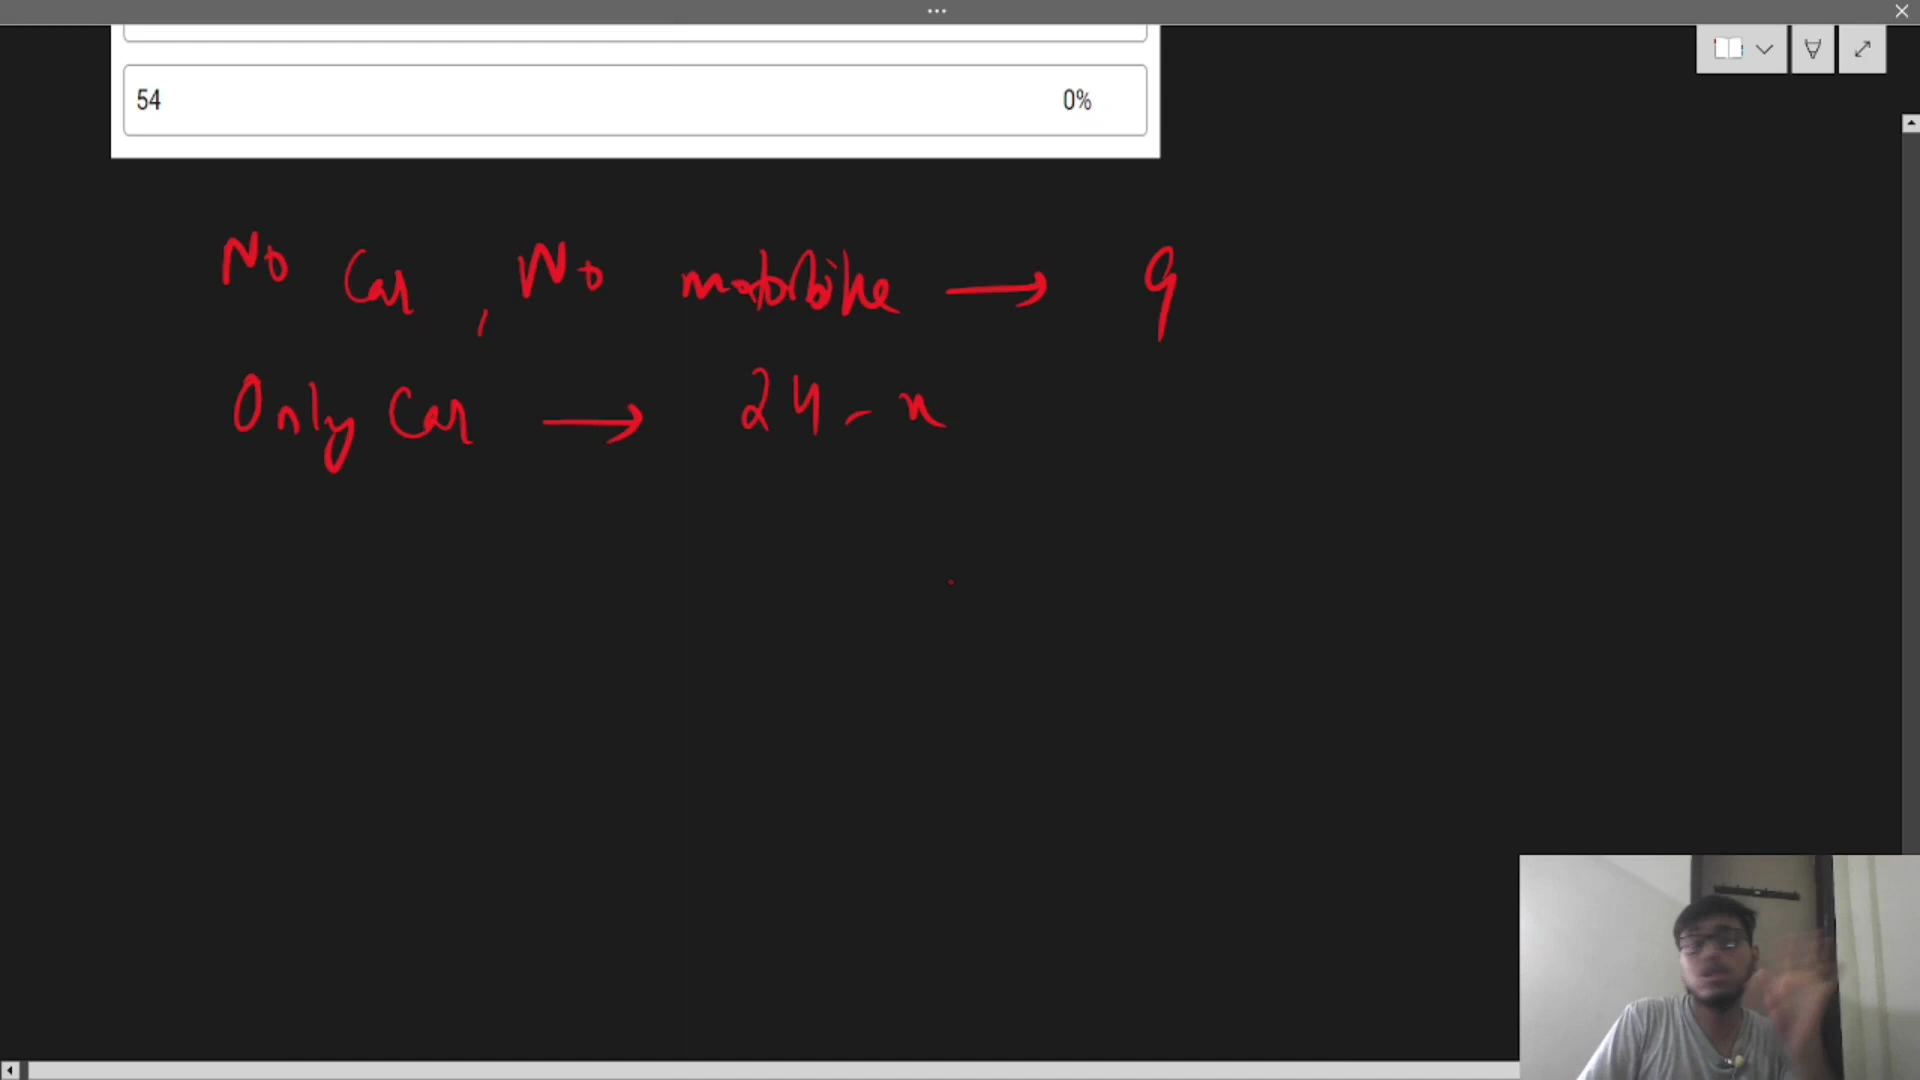 54 0%
No Car, No motorbike → 9
Only Car → 24 - x